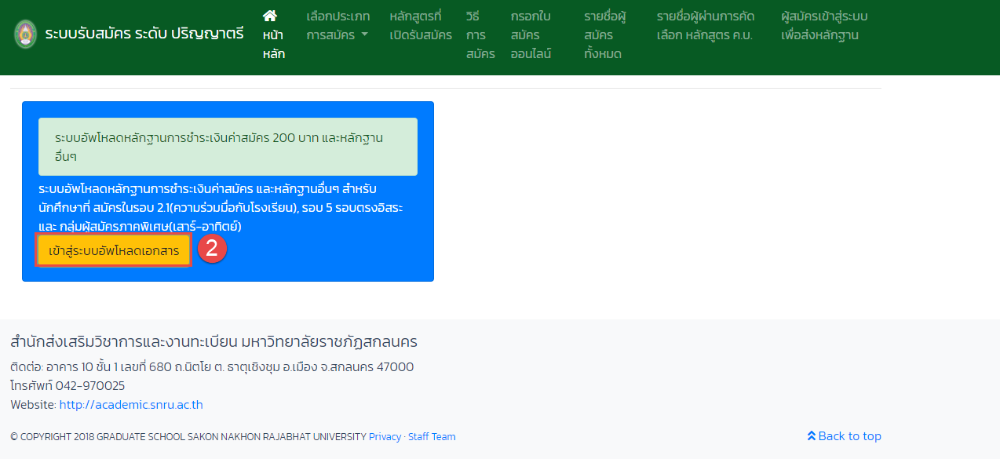 ระบบรับสมัคร ระดับ ปริญญาตรี
หน้า
หลัก
เลือกประเภท
การสมัคร
หลักสูตรที่
เปิดรับสมัคร
วิธี
การ
สมัคร
กรอกใบ
สมัคร
ออนไลน์
รายชื่อผู้
สมัคร
ทั้งหมด
รายชื่อผู้ผ่านการคัด
เลือก หลักสูตร ค.บ.
ผู้สมัครเข้าสู่ระบบ
เพื่อส่งหลักฐาน
ระบบอัพโหลดหลักฐานการชำระเงินค่าสมัคร 200 บาท และหลักฐาน
อื่นๆ
ระบบอัพโหลดหลักฐานการชำระเงินค่าสมัคร และหลักฐานอื่นๆ สำหรับ
นักศึกษาที่ สมัครในรอบ 2.1(ความร่วมมื่อกับโรงเรียน), รอบ 5 รอบตรงอิสระ
และ กลุ่มผู้สมัครภาคพิเศษ(เสาร์-อาทิตย์)
เข้าสู่ระบบอัพโหลดเอกสาร
2
สำนักส่งเสริมวิชาการและงานทะเบียน มหาวิทยาลัยราชภัฏสกลนคร
ติดต่อ: อาคาร 10 ชั้น 1 เลขที่ 680 ถ.นิตโย ต. ธาตุเชิงชุม อ.เมือง จ.สกลนคร 47000
โทรศัพท์ 042-970025
Website: http://academic.snru.ac.th
© COPYRIGHT 2018 GRADUATE SCHOOL SAKON NAKHON RAJABHAT UNIVERSITY Privacy · Staff Team
Back to top